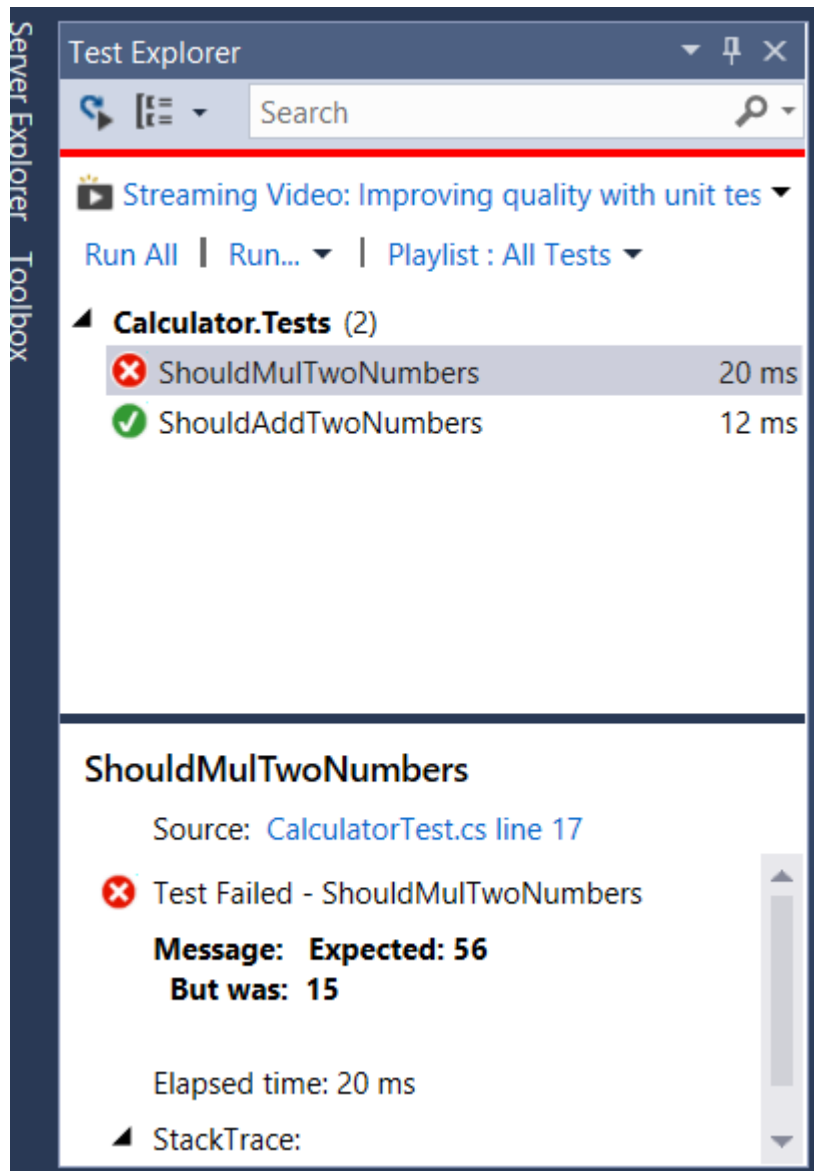 Server Explorer
Toolbox
Test Explorer
Search
Streaming Video: Improving quality with unit tes
Run All | Run... | Playlist : All Tests
Calculator.Tests (2)
ShouldMulTwoNumbers 20 ms
ShouldAddTwoNumbers 12 ms
ShouldMulTwoNumbers
Source: CalculatorTest.cs line 17
Test Failed - ShouldMulTwoNumbers
Message: Expected: 56
But was: 15
Elapsed time: 20 ms
StackTrace: